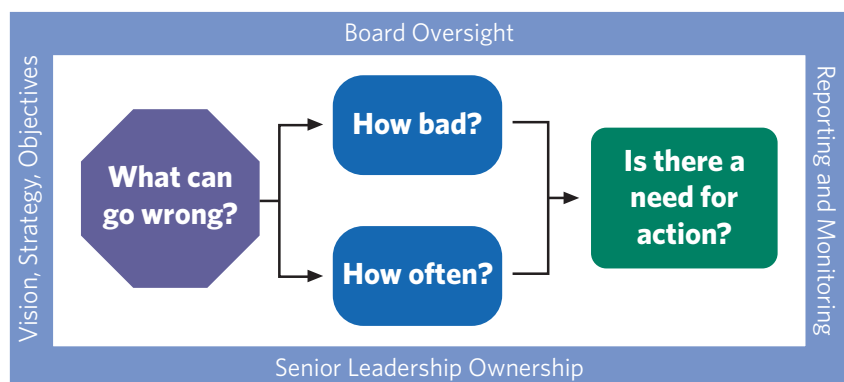 Board Oversight
Vision, Strategy, Objectives
What can
go wrong?
How bad?
How often?
Is there a
need for
action?
Reporting and Monitoring
Senior Leadership Ownership